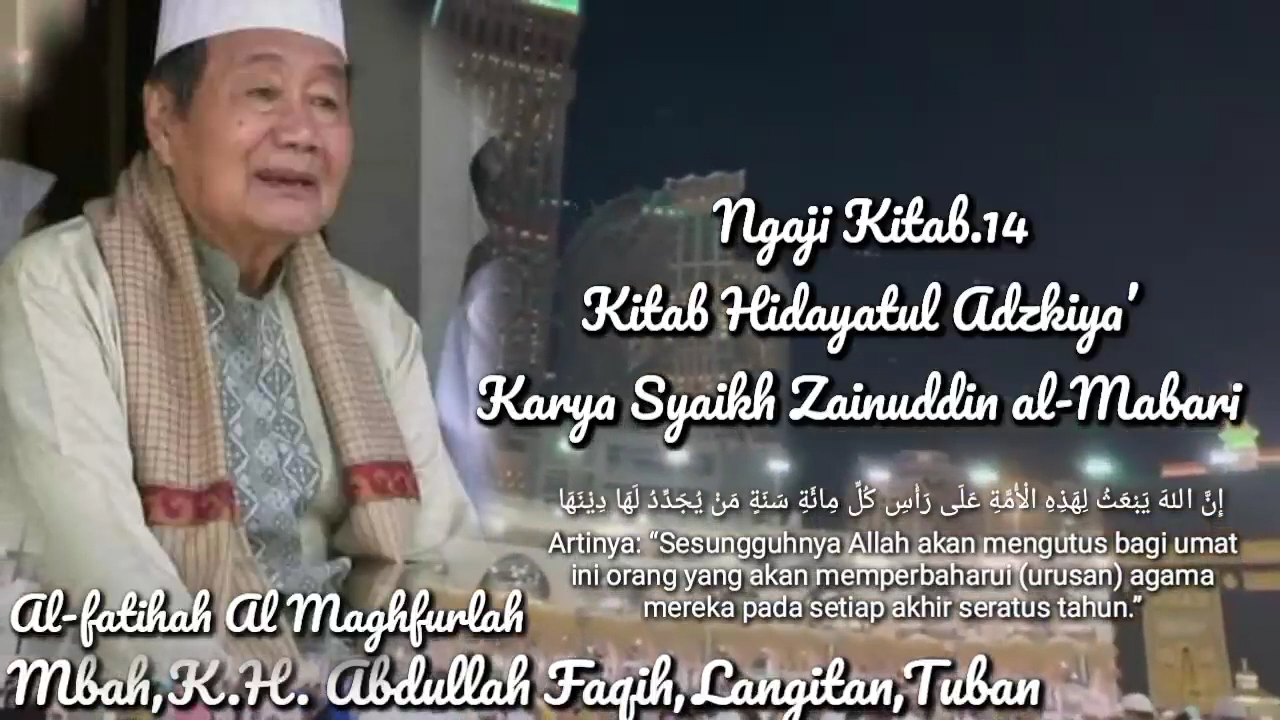 Ngaji Kitab.14
Kitab Hidayatul Adzkiya'
Karya Syaikh Zainuddin al-Mabari
إِنَّ اللهَ يَبْعَثُ لِهَذِهِ الْأُمَّةِ عَلَى رَأْسِ كُلِّ مِائَةِ سَنَةٍ مَنْ يُجَدِّدُ لَهَا دِيْنَهَا
Artinya: “Sesungguhnya Allah akan mengutus bagi umat
ini orang yang akan memperbaharui (urusan) agama
mereka pada setiap akhir seratus tahun.”
Al-fatihah Al Maghfurlah
Mbah,K.H. Abdullah Faqih,Langitan,Tuban